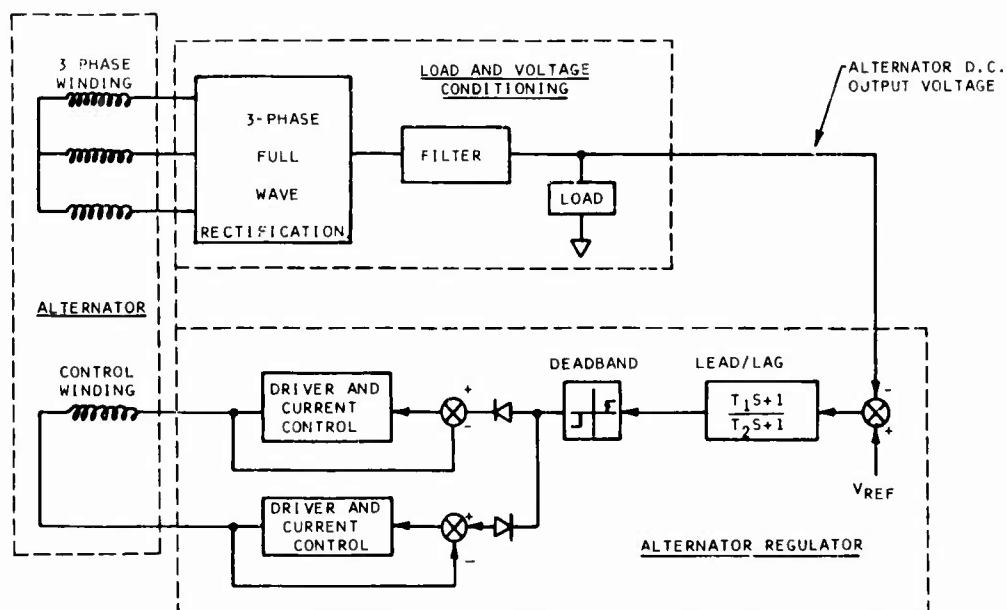 3 PHASE
WINDING
LOAD AND VOLTAGE
CONDITIONING
ALTERNATOR D.C.
OUTPUT VOLTAGE
3-PHASE
FULL
WAVE
RECTIFICATION
FILTER
LOAD
ALTERNATOR
CONTROL
WINDING
DRIVER AND
CURRENT
CONTROL
+
-
DEADBAND
LEAD/LAG
T1S+1
T2S+1
-
+
VREF
DRIVER AND
CURRENT
CONTROL
+
-
ALTERNATOR REGULATOR